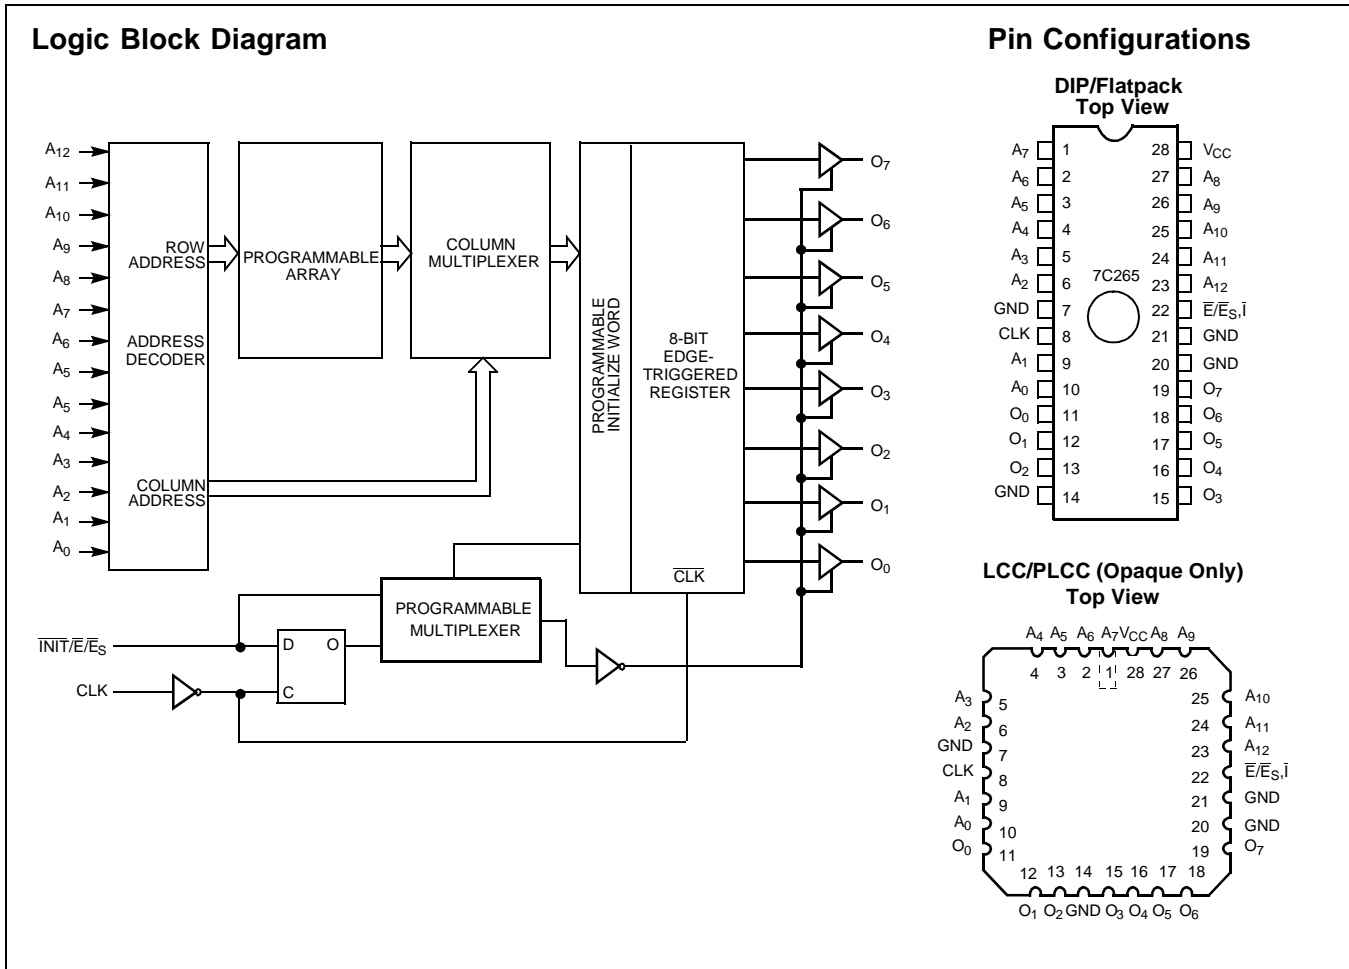 Logic Block Diagram
A12
A11
A10
A9
A8
A7
A6
A5
A5
A4
A3
A2
A1
A0
ROW
ADDRESS
ADDRESS
DECODER
COLUMN
ADDRESS
PROGRAMMABLE
ARRAY
COLUMN
MULTIPLEXER
PROGRAMMABLE
INITIALIZE WORD
8-BIT
EDGE-
TRIGGERED
REGISTER
C̅L̅K̅
O7
O6
O5
O4
O3
O2
O1
O0
PROGRAMMABLE
MULTIPLEXER
I̅N̅I̅T̅/E̅/E̅S
D O
C
CLK
Pin Configurations
DIP/Flatpack
Top View
7C265
A7 1 28 VCC
A6 2 27 A8
A5 3 26 A9
A4 4 25 A10
A3 5 24 A11
A2 6 23 A12
GND 7 22 E̅/E̅S,I̅
CLK 8 21 GND
A1 9 20 GND
A0 10 19 O7
O0 11 18 O6
O1 12 17 O5
O2 13 16 O4
GND 14 15 O3
LCC/PLCC (Opaque Only)
Top View
A4 A5 A6 A7 VCC A8 A9
4 3 2 1 28 27 26
A3 5 25 A10
A2 6 24 A11
GND 7 23 A12
CLK 8 22 E̅/E̅S,I̅
A1 9 21 GND
A0 10 20 GND
O0 11 19 O7
12 13 14 15 16 17 18
O1 O2 GND O3 O4 O5 O6